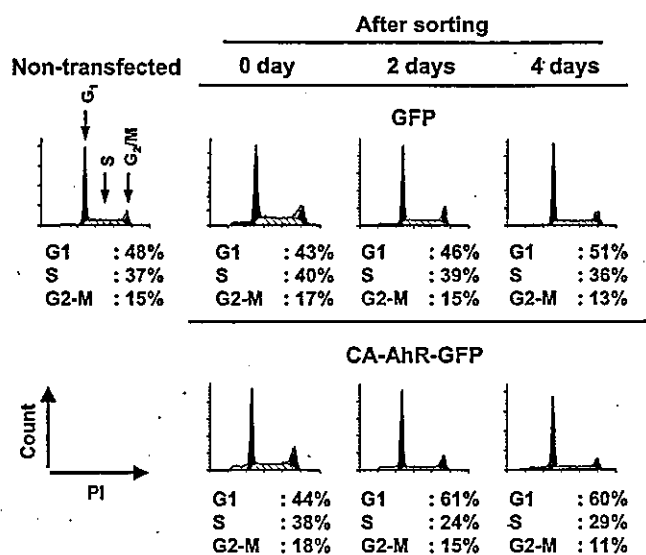 After sorting
Non-transfected 0 day 2 days 4 days
GFP
G1
S
G2/M
G1 : 48%
S : 37%
G2-M : 15%
G1 : 43%
S : 40%
G2-M : 17%
G1 : 46%
S : 39%
G2-M : 15%
G1 : 51%
S : 36%
G2-M : 13%
CA-AhR-GFP
Count
PI
G1 : 44%
S : 38%
G2-M : 18%
G1 : 61%
S : 24%
G2-M : 15%
G1 : 60%
S : 29%
G2-M : 11%